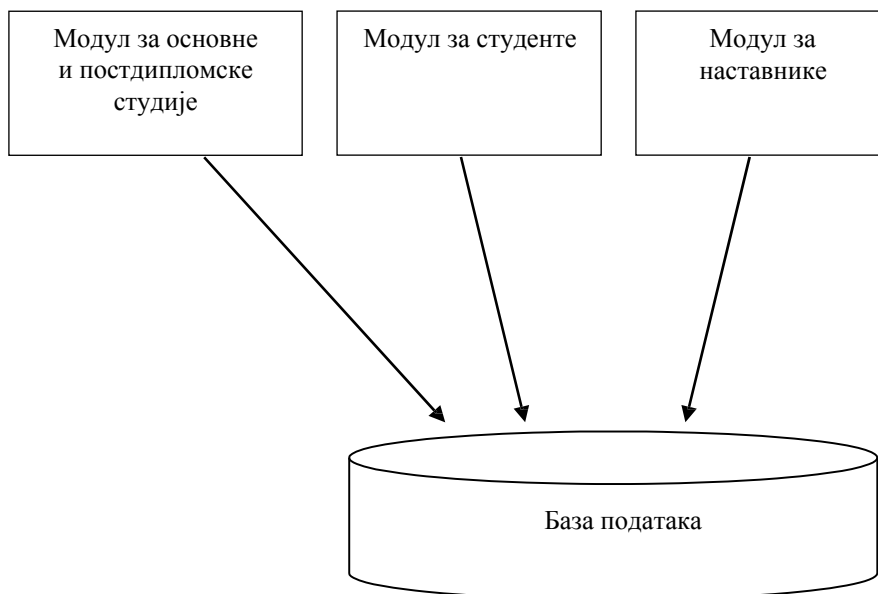 Модул за основне
и постдипломске
студије
Модул за студенте
Модул за
наставнике
База података